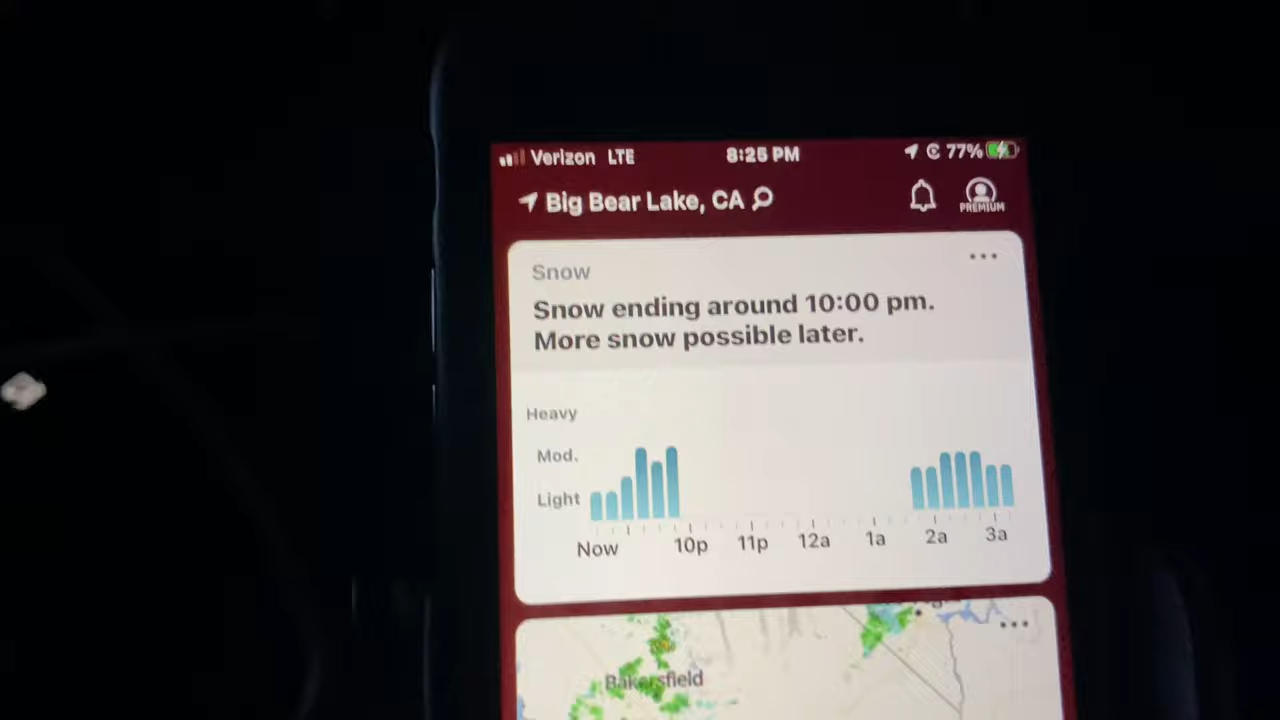 Verizon LTE 8:25 PM 77%
Big Bear Lake, CA PREMIUM
Snow
Snow ending around 10:00 pm.
More snow possible later.
Heavy
Mod.
Light
Now 10p 11p 12a 1a 2a 3a
Bakersfield